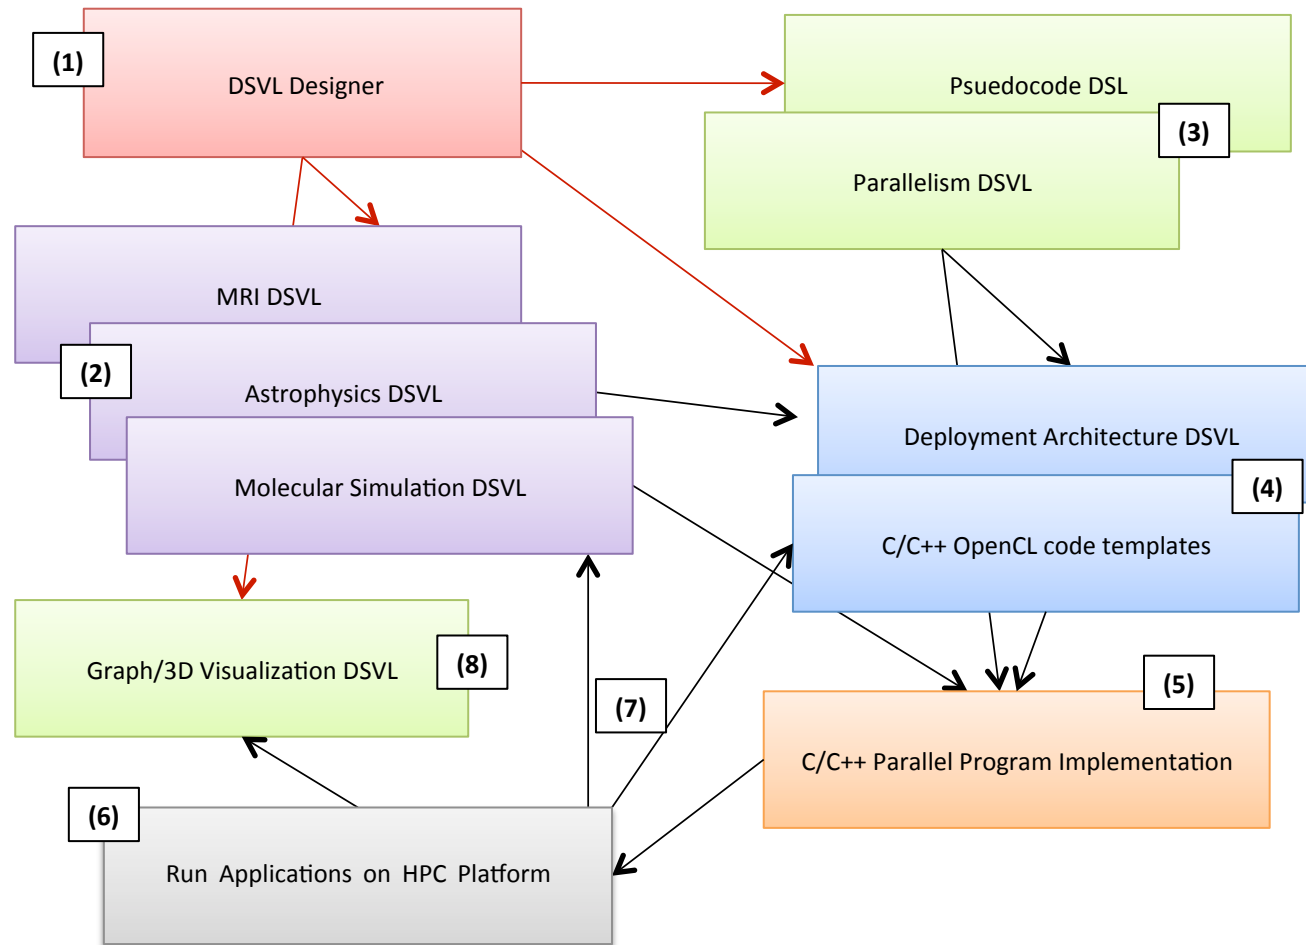 (1)
DSVL Designer
Psuedocode DSL
(3)
Parallelism DSVL
MRI DSVL
(2)
Astrophysics DSVL
Deployment Architecture DSVL
Molecular Simulation DSVL
(4)
C/C++ OpenCL code templates
Graph/3D Visualization DSVL
(8)
(7)
(5)
C/C++ Parallel Program Implementation
(6)
Run Applications on HPC Platform